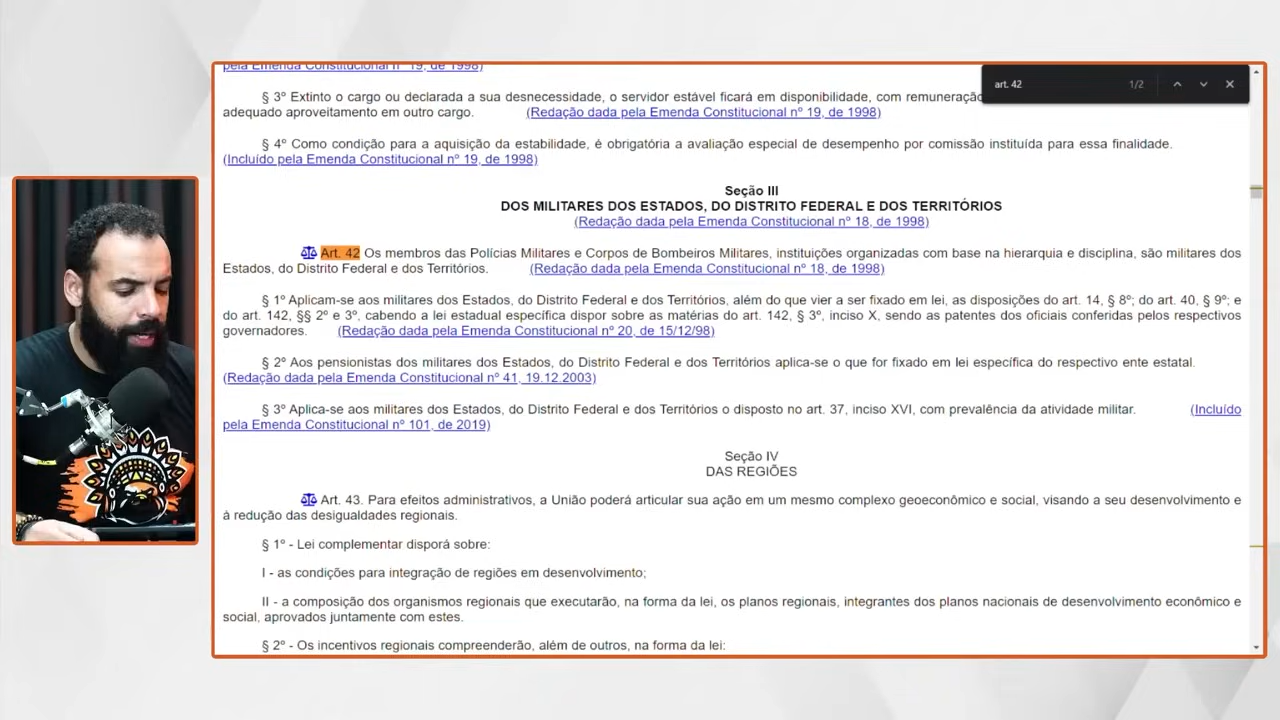 pela Emenda Constitucional nº 19, de 1998)
art. 42
1/2
§ 3º Extinto o cargo ou declarada a sua desnecessidade, o servidor estável ficará em disponibilidade, com remuneração
adequado aproveitamento em outro cargo. (Redação dada pela Emenda Constitucional nº 19, de 1998)
§ 4º Como condição para a aquisição da estabilidade, é obrigatória a avaliação especial de desempenho por comissão instituída para essa finalidade.
(Incluído pela Emenda Constitucional nº 19, de 1998)
Seção III
DOS MILITARES DOS ESTADOS, DO DISTRITO FEDERAL E DOS TERRITÓRIOS
(Redação dada pela Emenda Constitucional nº 18, de 1998)
Art. 42 Os membros das Polícias Militares e Corpos de Bombeiros Militares, instituições organizadas com base na hierarquia e disciplina, são militares dos
Estados, do Distrito Federal e dos Territórios. (Redação dada pela Emenda Constitucional nº 18, de 1998)
§ 1º Aplicam-se aos militares dos Estados, do Distrito Federal e dos Territórios, além do que vier a ser fixado em lei, as disposições do art. 14, § 8º; do art. 40, § 9º; e
do art. 142, §§ 2º e 3º, cabendo a lei estadual específica dispor sobre as matérias do art. 142, § 3º, inciso X, sendo as patentes dos oficiais conferidas pelos respectivos
governadores. (Redação dada pela Emenda Constitucional nº 20, de 15/12/98)
§ 2º Aos pensionistas dos militares dos Estados, do Distrito Federal e dos Territórios aplica-se o que for fixado em lei específica do respectivo ente estatal.
(Redação dada pela Emenda Constitucional nº 41, 19.12.2003)
§ 3º Aplica-se aos militares dos Estados, do Distrito Federal e dos Territórios o disposto no art. 37, inciso XVI, com prevalência da atividade militar. (Incluído
pela Emenda Constitucional nº 101, de 2019)
Seção IV
DAS REGIÕES
Art. 43. Para efeitos administrativos, a União poderá articular sua ação em um mesmo complexo geoeconômico e social, visando a seu desenvolvimento e
à redução das desigualdades regionais.
§ 1º - Lei complementar disporá sobre:
I - as condições para integração de regiões em desenvolvimento;
II - a composição dos organismos regionais que executarão, na forma da lei, os planos regionais, integrantes dos planos nacionais de desenvolvimento econômico e
social, aprovados juntamente com estes.
§ 2º - Os incentivos regionais compreenderão, além de outros, na forma da lei: